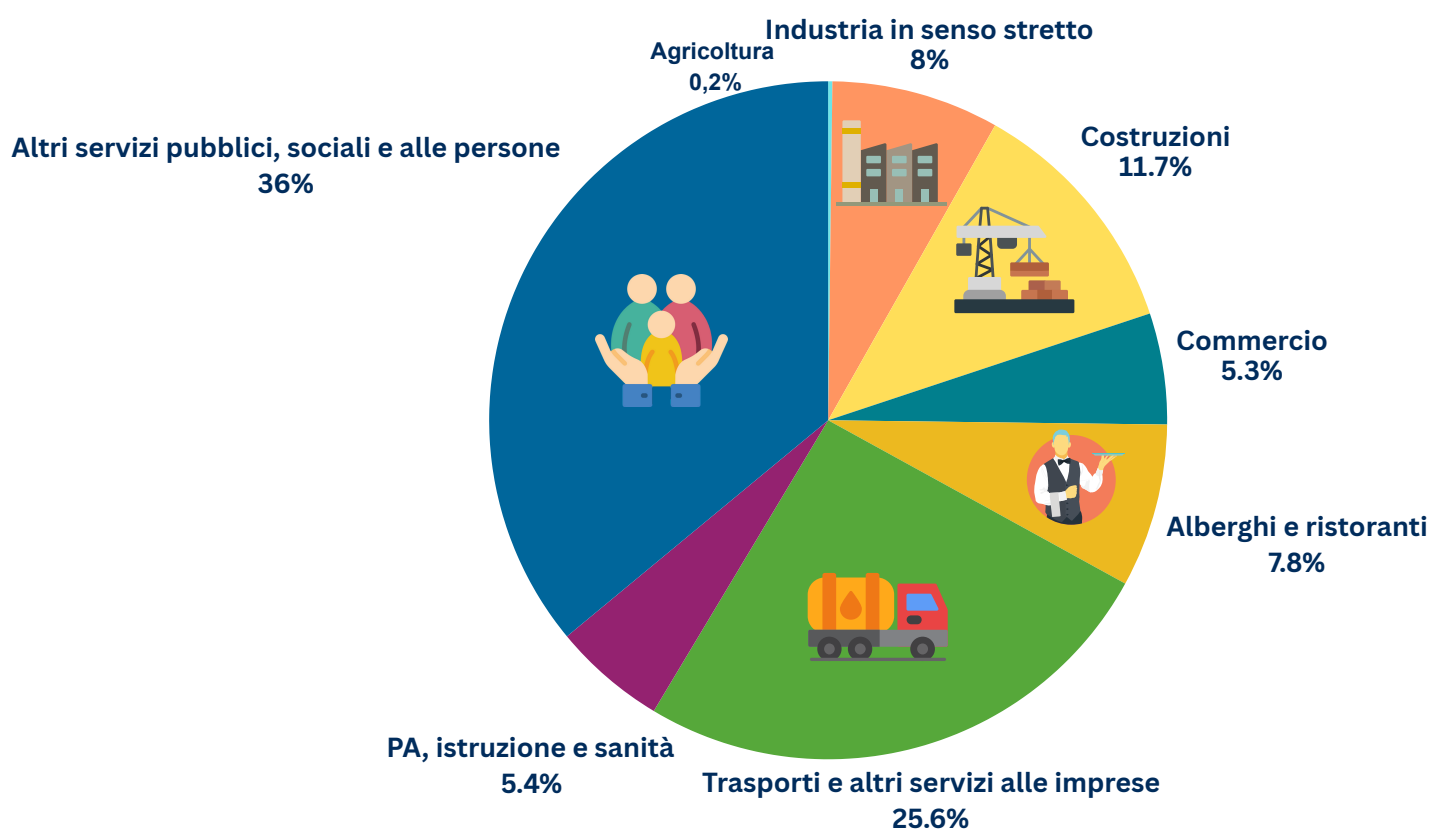 Industria in senso stretto
8%
Agricoltura
0,2%
Costruzioni
11.7%
Altri servizi pubblici, sociali e alle persone
36%
Commercio
5.3%
Alberghi e ristoranti
7.8%
PA, istruzione e sanità
5.4%
Trasporti e altri servizi alle imprese
25.6%